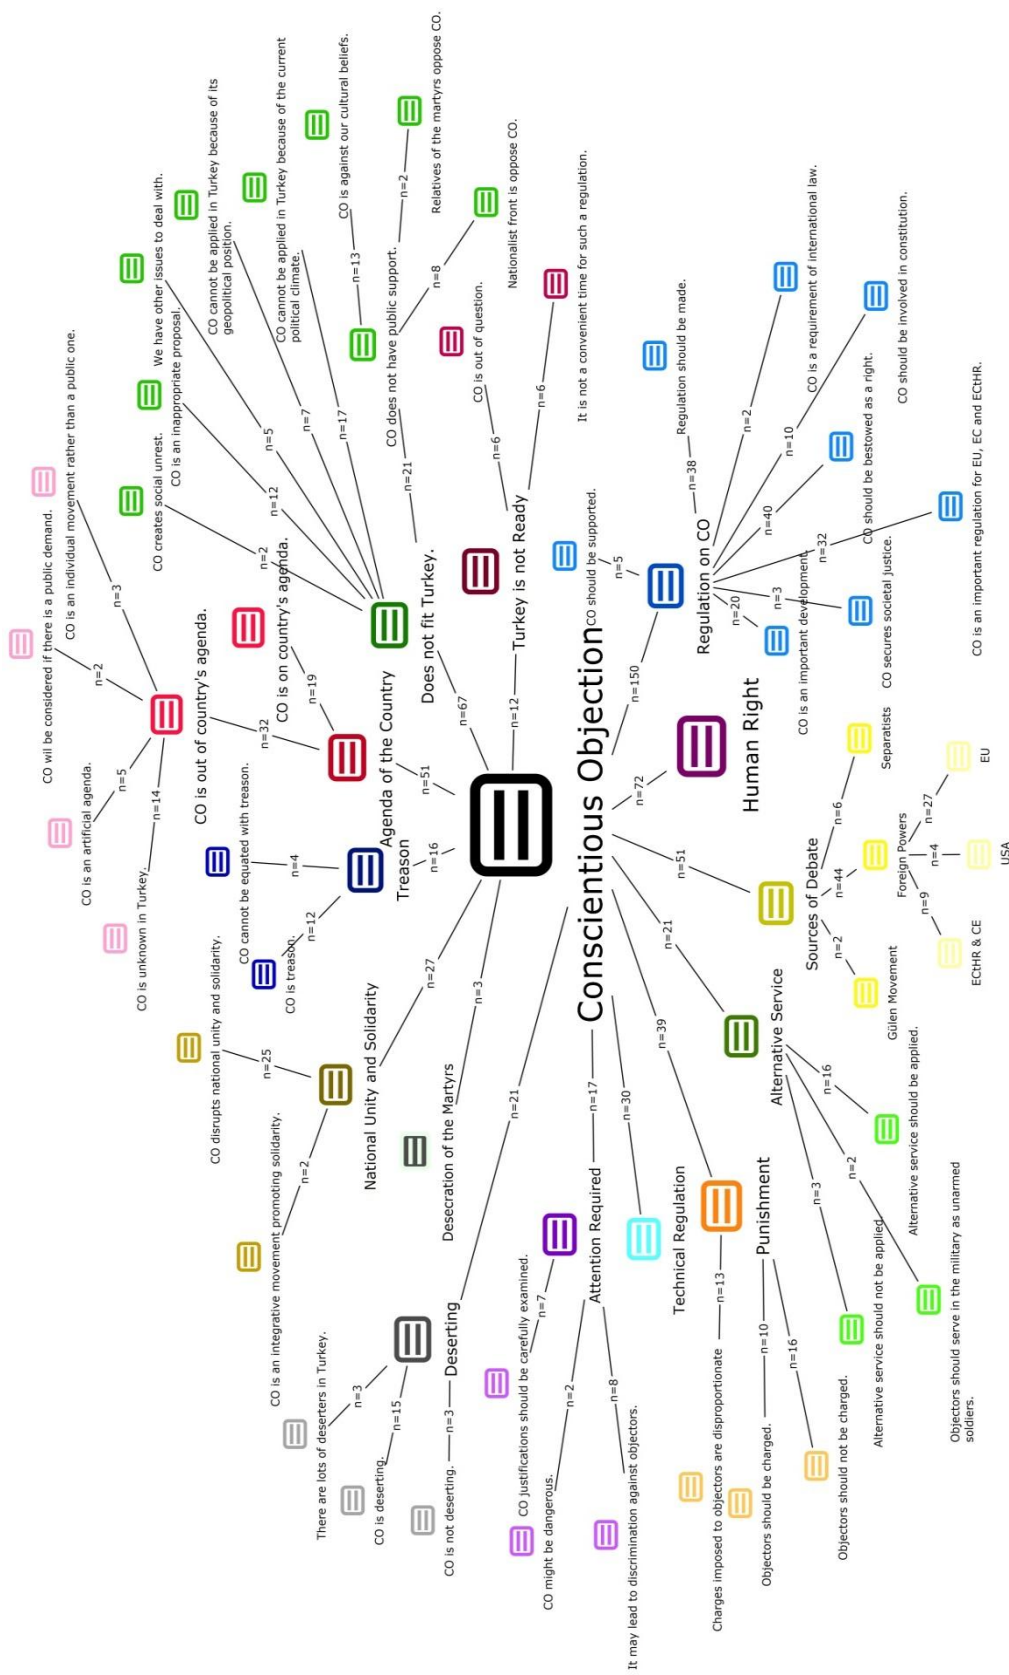 Conscientious Objection
n=51
Agenda of the Country
n=32
CO is out of country's agenda.
n=14
CO is unknown in Turkey.
n=5
CO is an artificial agenda.
n=2
CO will be considered if there is a public demand.
n=3
CO is an individual movement rather than a public one.
n=19
CO is on country's agenda.
n=67
Does not fit Turkey.
n=2
CO creates social unrest.
n=12
CO is an inappropriate proposal.
n=5
We have other issues to deal with.
n=7
CO cannot be applied in Turkey because of its
geopolitical position.
n=17
CO cannot be applied in Turkey because of the current
political climate.
n=21
CO does not have public support.
n=13
CO is against our cultural beliefs.
n=2
Relatives of the martyrs oppose CO.
n=8
Nationalist front is oppose CO.
n=12
Turkey is not Ready
n=6
CO is out of question.
n=6
It is not a convenient time for such a regulation.
n=150
Regulation on CO
n=5
CO should be supported.
n=38
Regulation should be made.
n=2
CO is a requirement of international law.
n=10
CO should be involved in constitution.
n=40
CO should be bestowed as a right.
n=32
CO is an important regulation for EU, EC and ECtHR.
n=3
CO secures societal justice.
n=20
CO is an important development.
n=72
Human Right
n=51
Sources of Debate
n=6
Separatists
n=44
Foreign Powers
n=27
EU
n=4
USA
n=9
ECtHR & CE
n=2
Gülen Movement
n=21
Alternative Service
n=16
Alternative service should be applied.
n=2
Objectors should serve in the military as unarmed
soldiers.
n=3
Alternative service should not be applied.
n=39
Punishment
n=16
Objectors should not be charged.
n=10
Objectors should be charged.
n=13
Charges imposed to objectors are disproportionate
n=30
Technical Regulation
n=17
Attention Required
n=8
It may lead to discrimination against objectors.
n=2
CO might be dangerous.
n=7
CO justifications should be carefully examined.
n=21
Deserting
n=3
CO is not deserting.
n=15
CO is deserting.
n=3
There are lots of deserters in Turkey.
n=3
Desecration of the Martyrs
n=27
National Unity and Solidarity
n=2
CO is an integrative movement promoting solidarity.
n=25
CO disrupts national unity and solidarity.
n=16
Treason
n=12
CO is treason.
n=4
CO cannot be equated with treason.